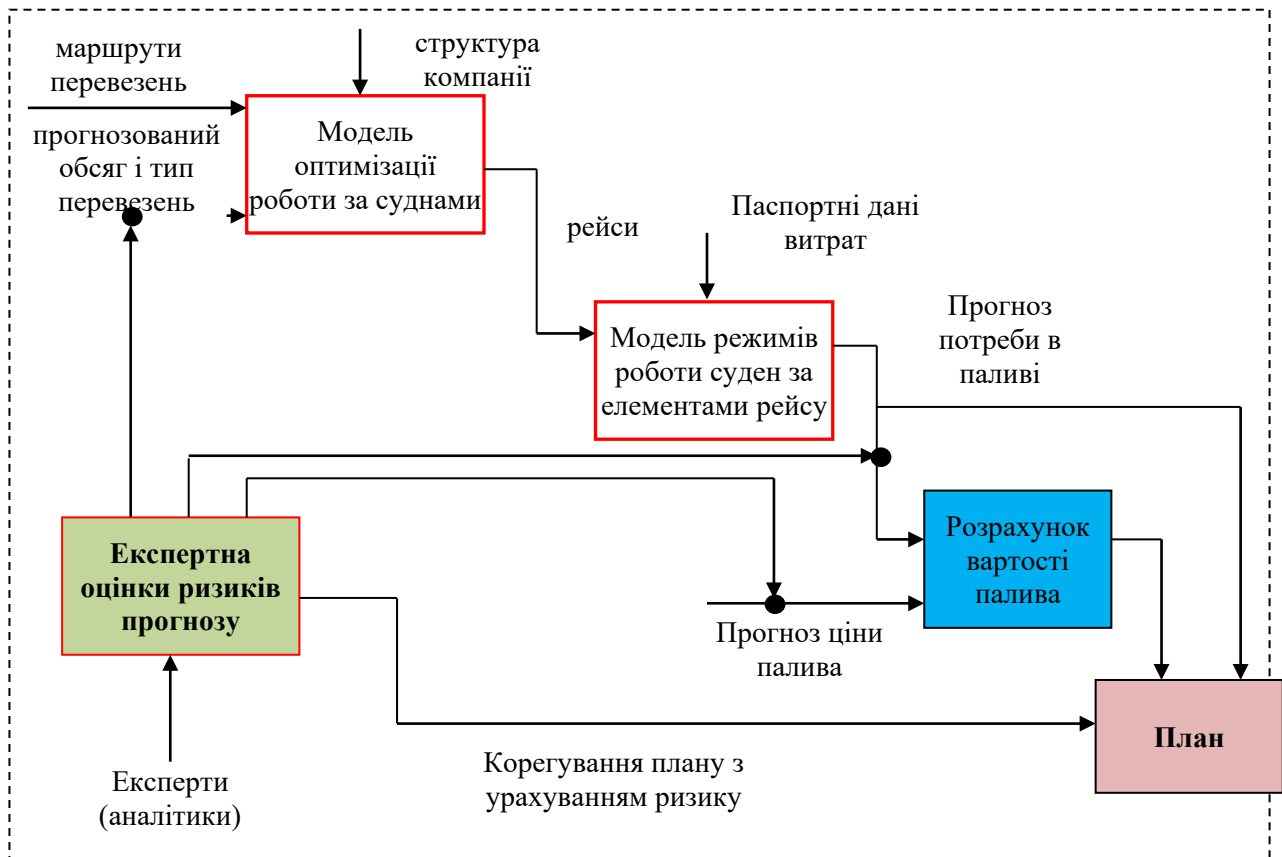 маршрути
перевезень
структура
компанії
прогнозований
обсяг і тип
перевезень
Модель
оптимізації
роботи за суднами
рейси
Паспортні дані
витрат
Модель режимів
роботи суден за
елементами рейсу
Прогноз
потреби в
паливі
Експертна
оцінки ризиків
прогнозу
Розрахунок
вартості
палива
Прогноз ціни
палива
План
Експерти
(аналітики)
Корегування плану з
урахуванням ризику